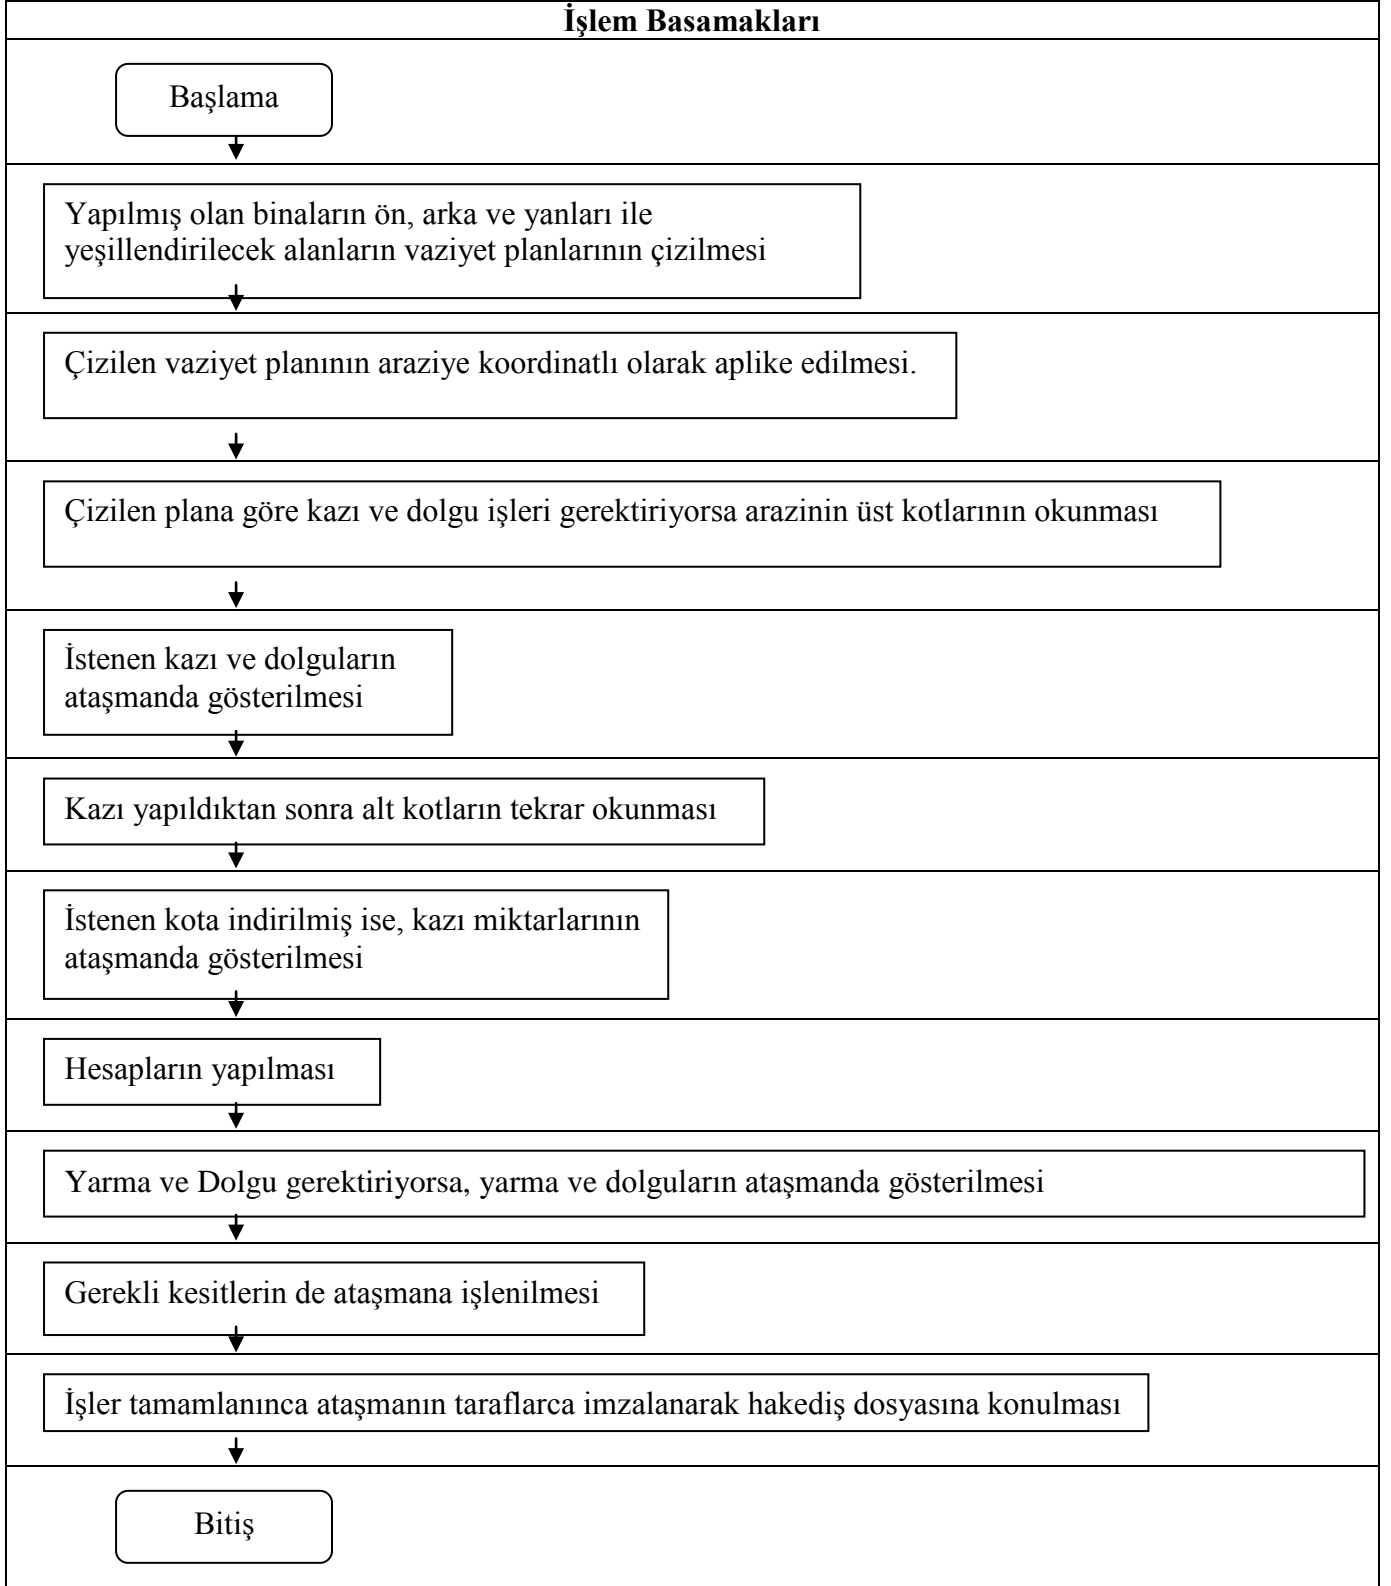 İşlem Basamakları
Başlama
Yapılmış olan binaların ön, arka ve yanları ile
yeşillendirilecek alanların vaziyet planlarının çizilmesi
Çizilen vaziyet planının araziye koordinatlı olarak aplike edilmesi.
Çizilen plana göre kazı ve dolgu işleri gerektiriyorsa arazinin üst kotlarının okunması
İstenen kazı ve dolguların
ataşmanda gösterilmesi
Kazı yapıldıktan sonra alt kotların tekrar okunması
İstenen kota indirilmiş ise, kazı miktarlarının
ataşmanda gösterilmesi
Hesapların yapılması
Yarma ve Dolgu gerektiriyorsa, yarma ve dolguların ataşmanda gösterilmesi
Gerekli kesitlerin de ataşmana işlenilmesi
İşler tamamlanınca ataşmanın taraflarca imzalanarak hakediş dosyasına konulması
Bitiş